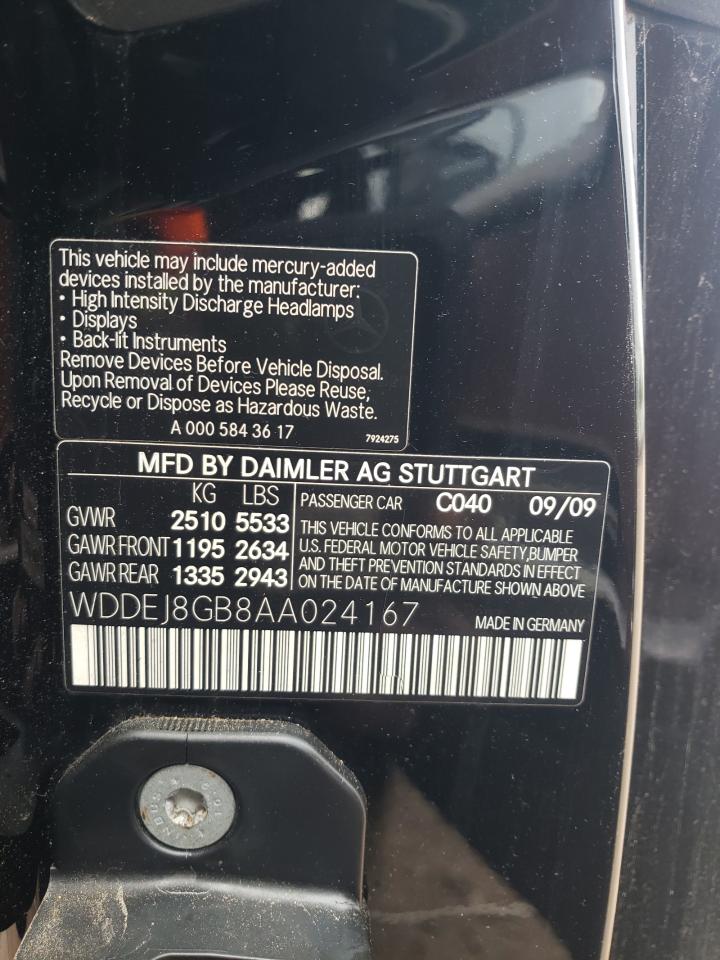 This vehicle may include mercury-added
devices installed by the manufacturer:
• High Intensity Discharge Headlamps
• Displays
• Back-lit Instruments
Remove Devices Before Vehicle Disposal.
Upon Removal of Devices Please Reuse,
Recycle or Dispose as Hazardous Waste.
A 000 584 36 17 7924275
MFD BY DAIMLER AG STUTTGART
KG LBS
GVWR 2510 5533
GAWR FRONT 1195 2634
GAWR REAR 1335 2943
PASSENGER CAR C040 09/09
THIS VEHICLE CONFORMS TO ALL APPLICABLE
U.S. FEDERAL MOTOR VEHICLE SAFETY,BUMPER
AND THEFT PREVENTION STANDARDS IN EFFECT
ON THE DATE OF MANUFACTURE SHOWN ABOVE
WDDEJ8GB8AA024167 MADE IN GERMANY